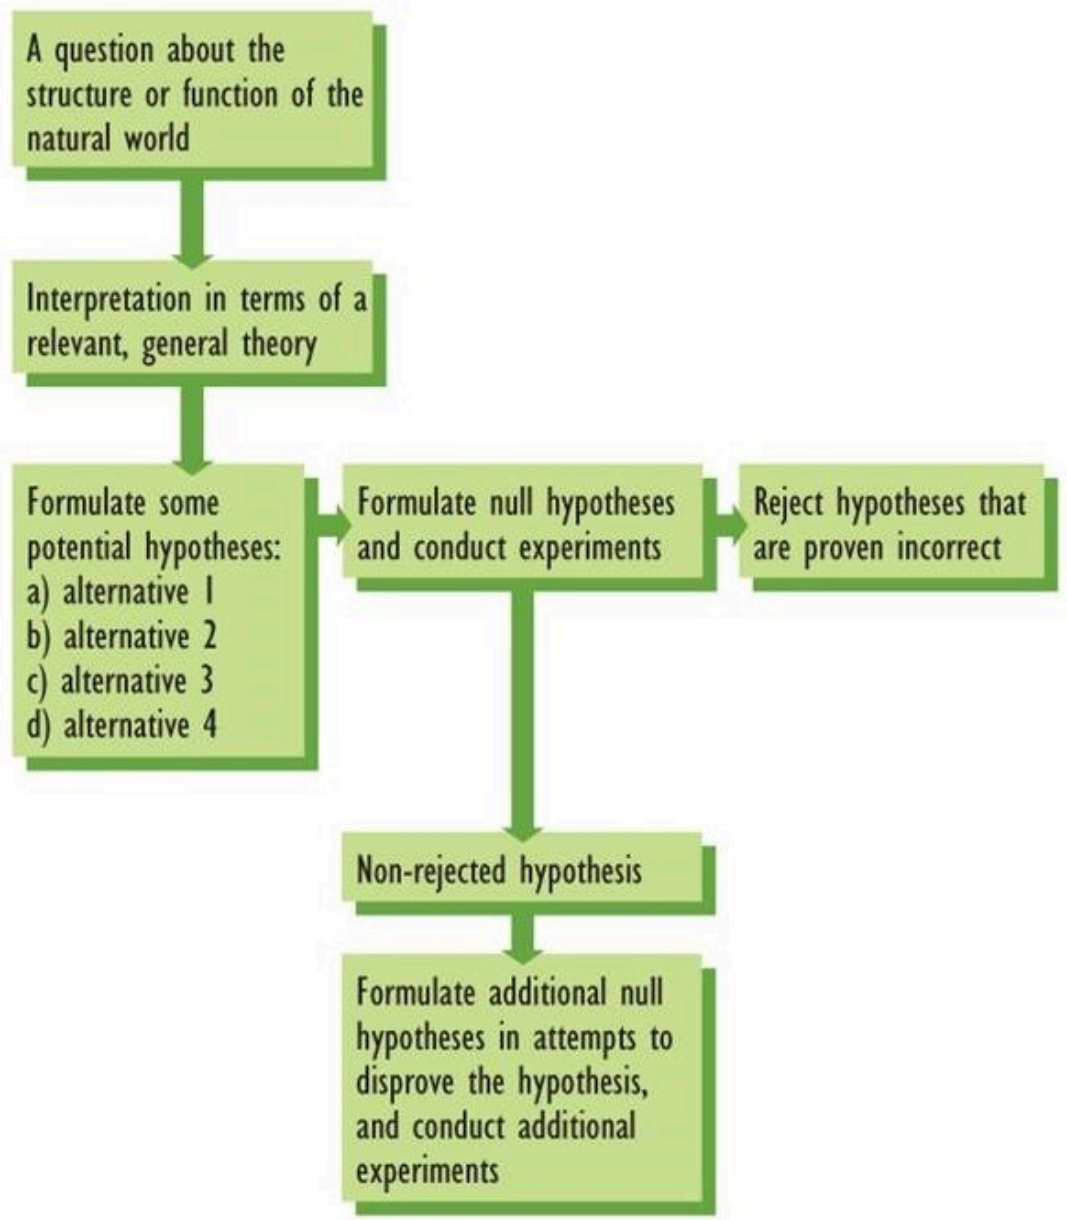 A question about the
structure or function of the
natural world
Interpretation in terms of a
relevant, general theory
Formulate some
potential hypotheses:
a) alternative 1
b) alternative 2
c) alternative 3
d) alternative 4
Formulate null hypotheses
and conduct experiments
Reject hypotheses that
are proven incorrect
Non-rejected hypothesis
Formulate additional null
hypotheses in attempts to
disprove the hypothesis,
and conduct additional
experiments